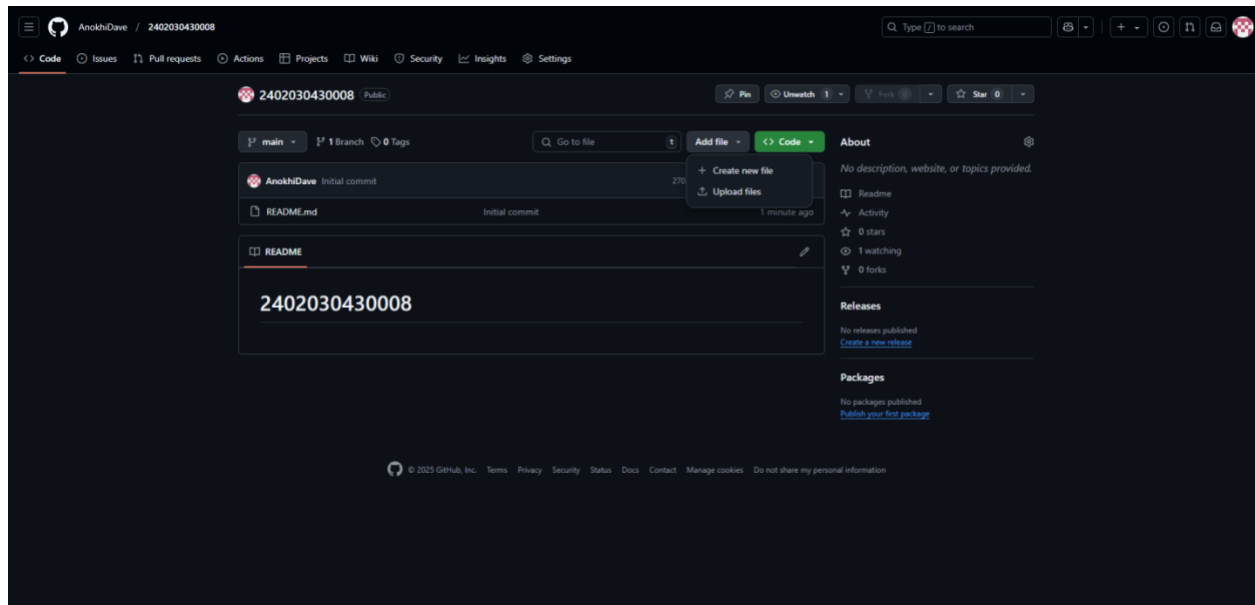 AnokhiDave / 2402030430008
Type / to search
Code Issues Pull requests Actions Projects Wiki Security Insights Settings
2402030430008 Public
Pin Unwatch 1 Fork 0 Star 0
main 1 Branch 0 Tags
Go to file t
Add file
Code
Create new file
Upload files
AnokhiDave Initial commit 270
README.md Initial commit 1 minute ago
README
2402030430008
About
No description, website, or topics provided.
Readme
Activity
0 stars
1 watching
0 forks
Releases
No releases published
Create a new release
Packages
No packages published
Publish your first package
© 2025 GitHub, Inc. Terms Privacy Security Status Docs Contact Manage cookies Do not share my personal information